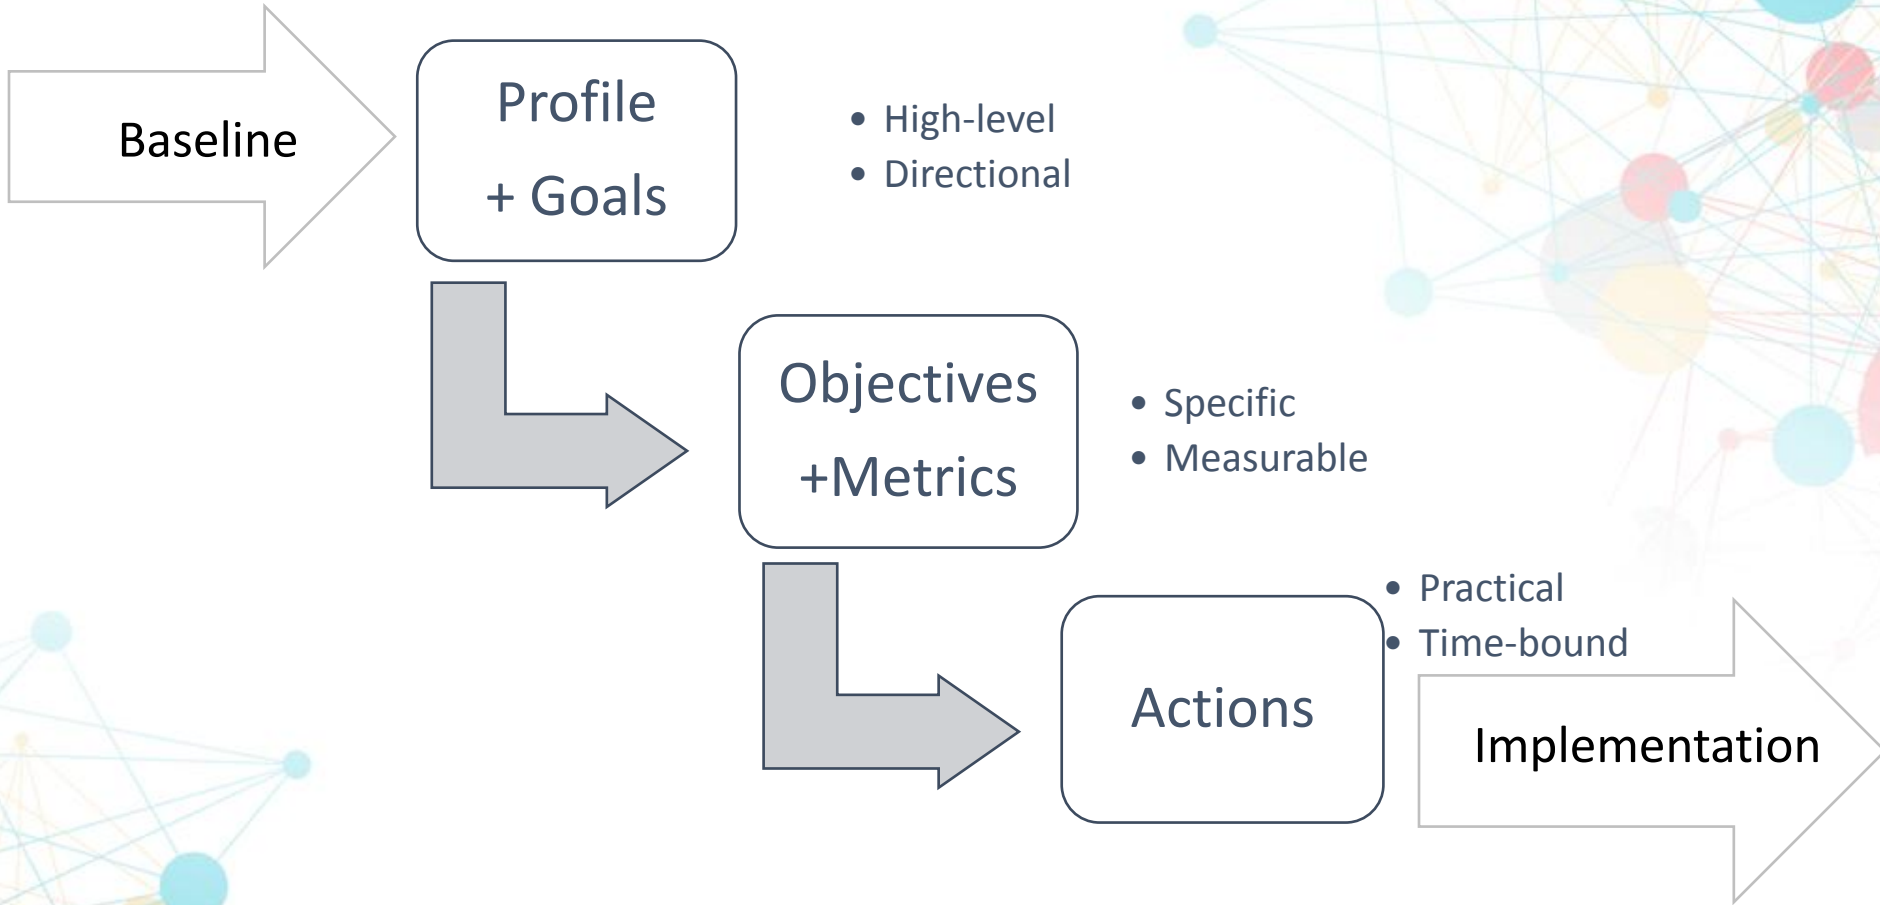 Baseline
Profile
+ Goals
• High-level
• Directional
Objectives
+Metrics
• Specific
• Measurable
Actions
• Practical
• Time-bound
Implementation